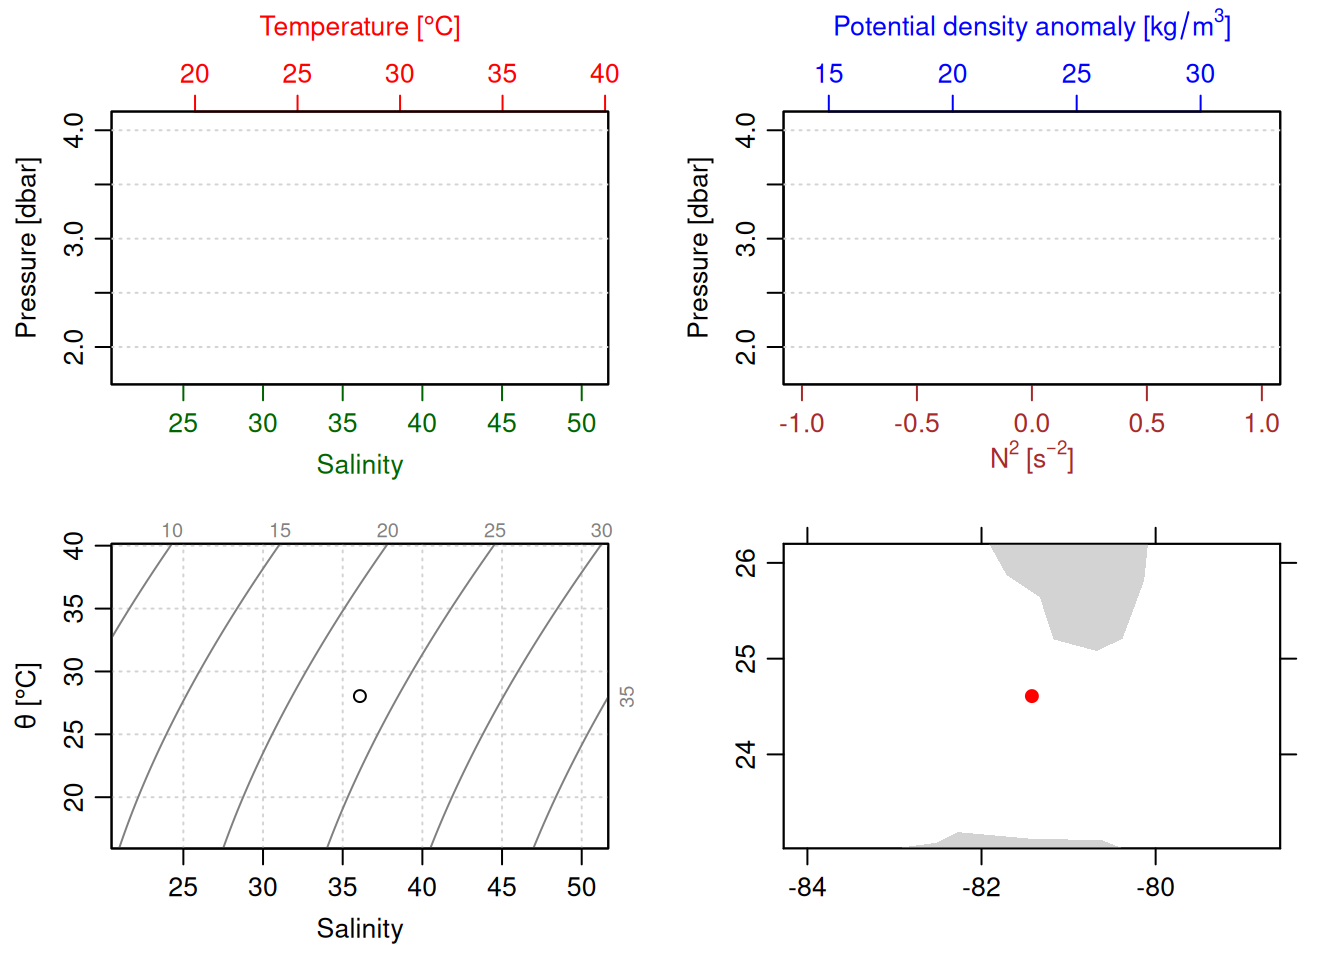 Temperature [°C]
20 25 30 35 40
Pressure [dbar]
4.0
3.0
2.0
25 30 35 40 45 50
Salinity
Potential density anomaly [kg/m³]
15 20 25 30
Pressure [dbar]
4.0
3.0
2.0
-1.0 -0.5 0.0 0.5 1.0
N² [s⁻²]
10 15 20 25 30
θ [°C]
40
35
30
25
20
35
25 30 35 40 45 50
Salinity
26
25
24
-84 -82 -80